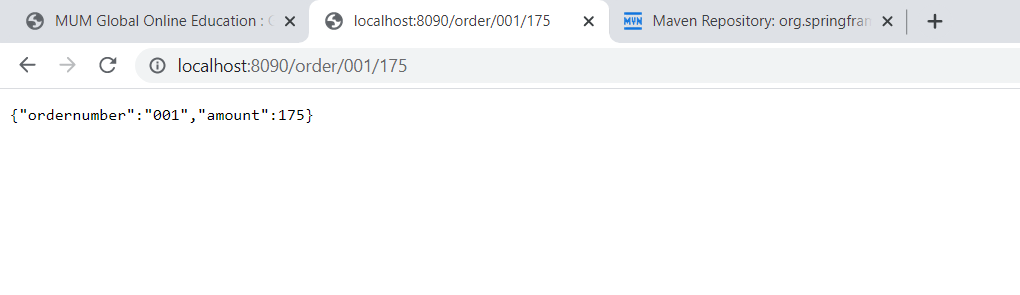 MUM Global Online Education :
localhost:8090/order/001/175
Maven Repository: org.springfran
localhost:8090/order/001/175
{"ordernumber":"001","amount":175}